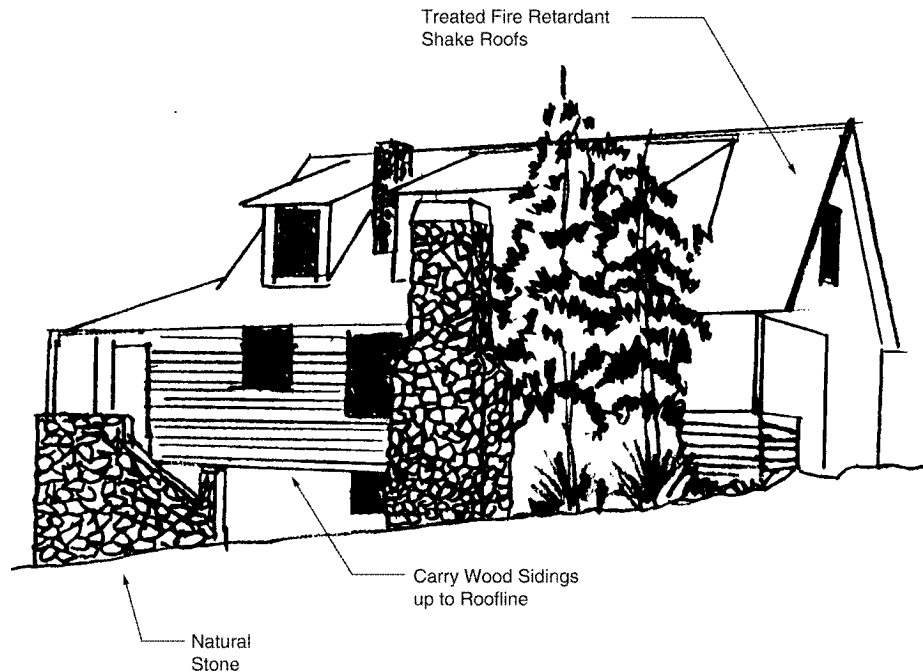 Treated Fire Retardant
Shake Roofs
Carry Wood Sidings
up to Roofline
Natural
Stone